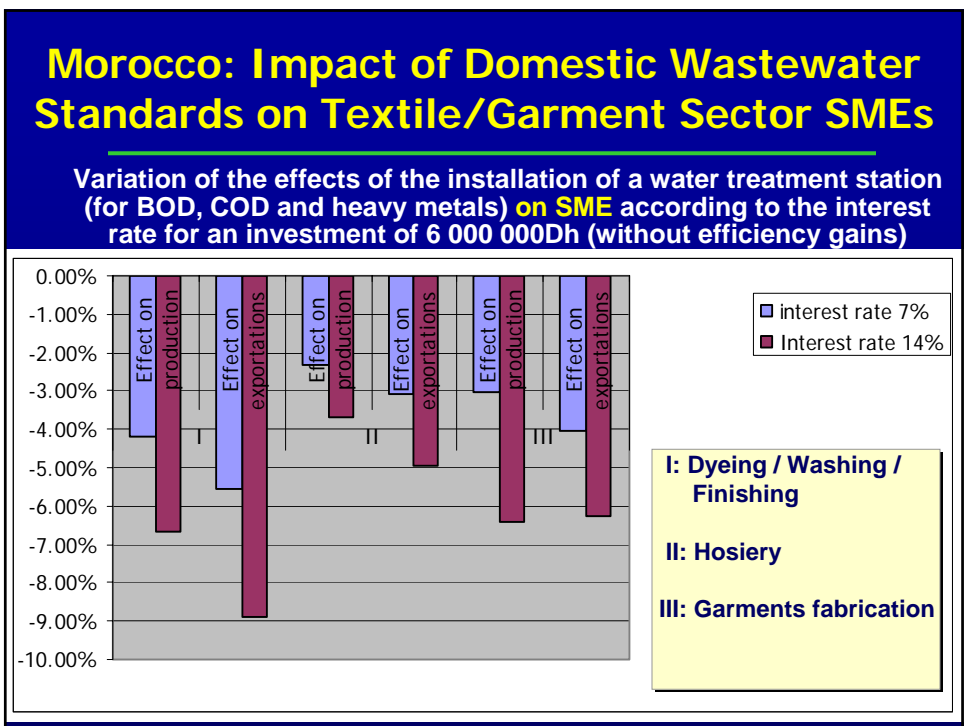 Morocco: Impact of Domestic Wastewater
Standards on Textile/Garment Sector SMEs
Variation of the effects of the installation of a water treatment station
(for BOD, COD and heavy metals) on SME according to the interest
rate for an investment of 6 000 000Dh (without efficiency gains)
0.00%
-1.00%
-2.00%
-3.00%
-4.00%
-5.00%
-6.00%
-7.00%
-8.00%
-9.00%
-10.00%
Effect on
production
Effect on
exportations
Effect on
production
Effect on
exportations
Effect on
production
Effect on
exportations
I
II
III
interest rate 7%
Interest rate 14%
I: Dyeing / Washing /
Finishing
II: Hosiery
III: Garments fabrication